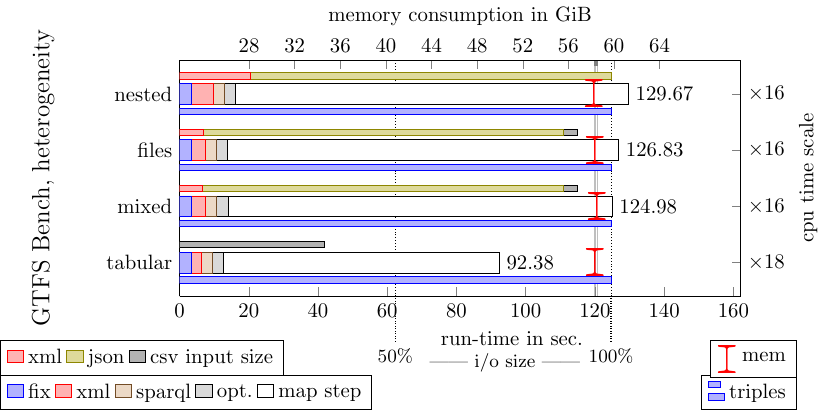 memory consumption in GiB
28 32 36 40 44 48 52 56 60 64
GTFS Bench, heterogeneity
nested 129.67 ×16
files 126.83 ×16
mixed 124.98 ×16
tabular 92.38 ×18
cpu time scale
0 20 40 60 80 100 120 140 160
run-time in sec.
50% i/o size 100%
xml json csv input size
mem
fix xml sparql opt. map step
triples